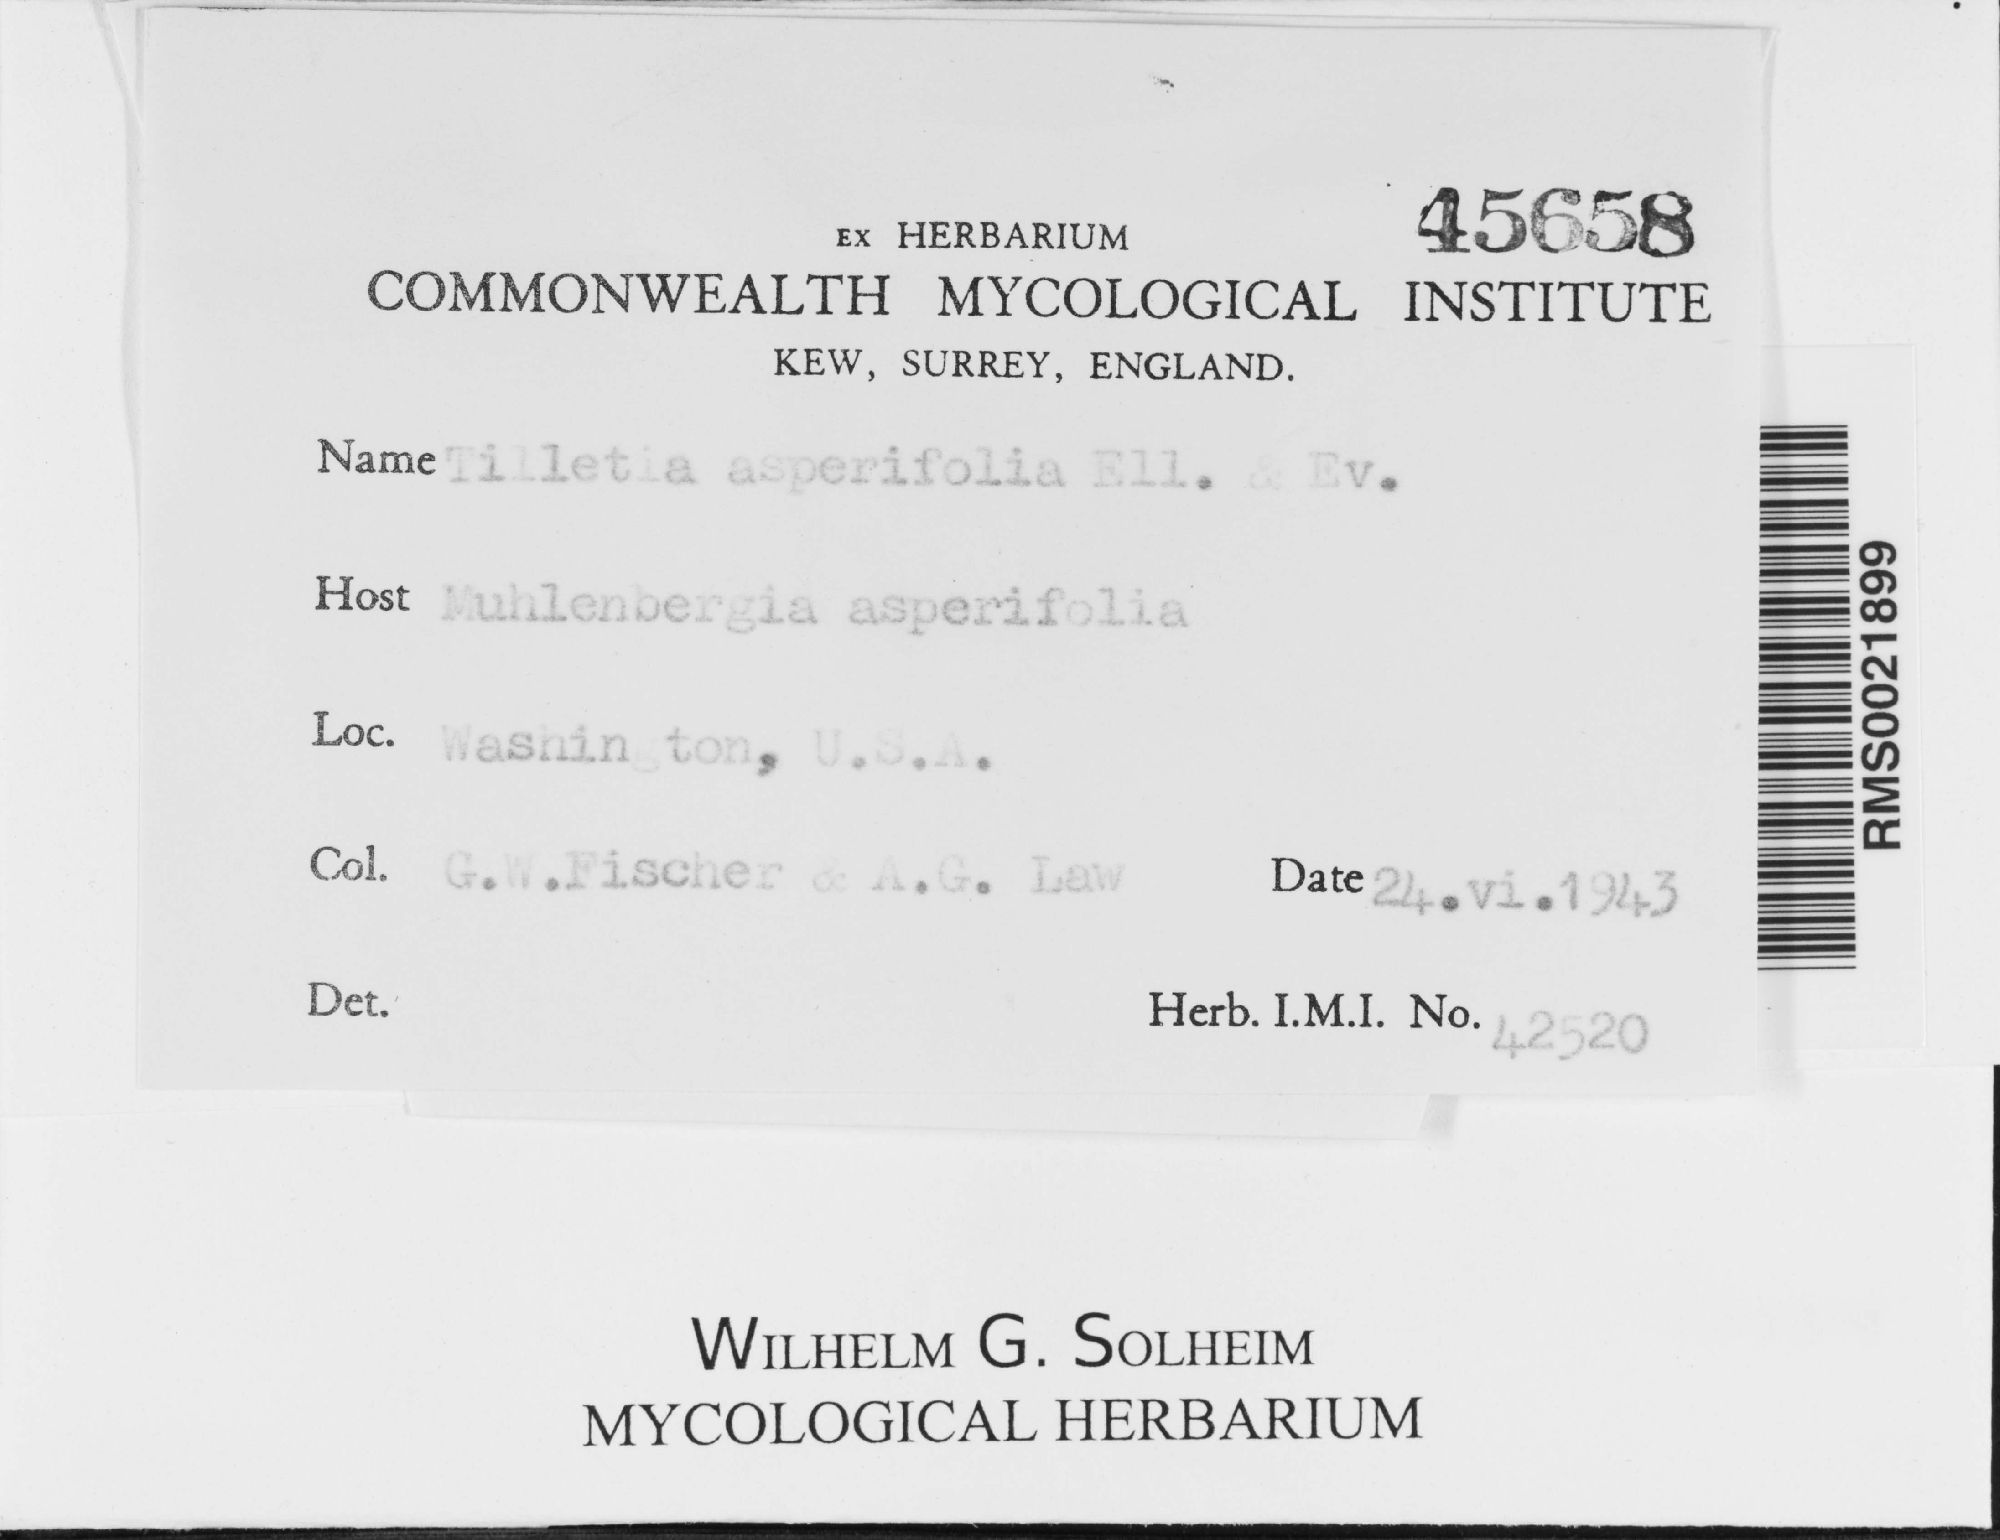 45658
EX HERBARIUM
COMMONWEALTH MYCOLOGICAL INSTITUTE
KEW, SURREY, ENGLAND.
Name Tilletia asperifolia Ell. & Ev.
Host Muhlenbergia asperifolia
Loc. Washington, U.S.A.
Col. G.W.Fischer & A.G. Law Date 24.vi.1943
Det. Herb. I.M.I. No. 42520
RMS0021899
WILHELM G. SOLHEIM
MYCOLOGICAL HERBARIUM